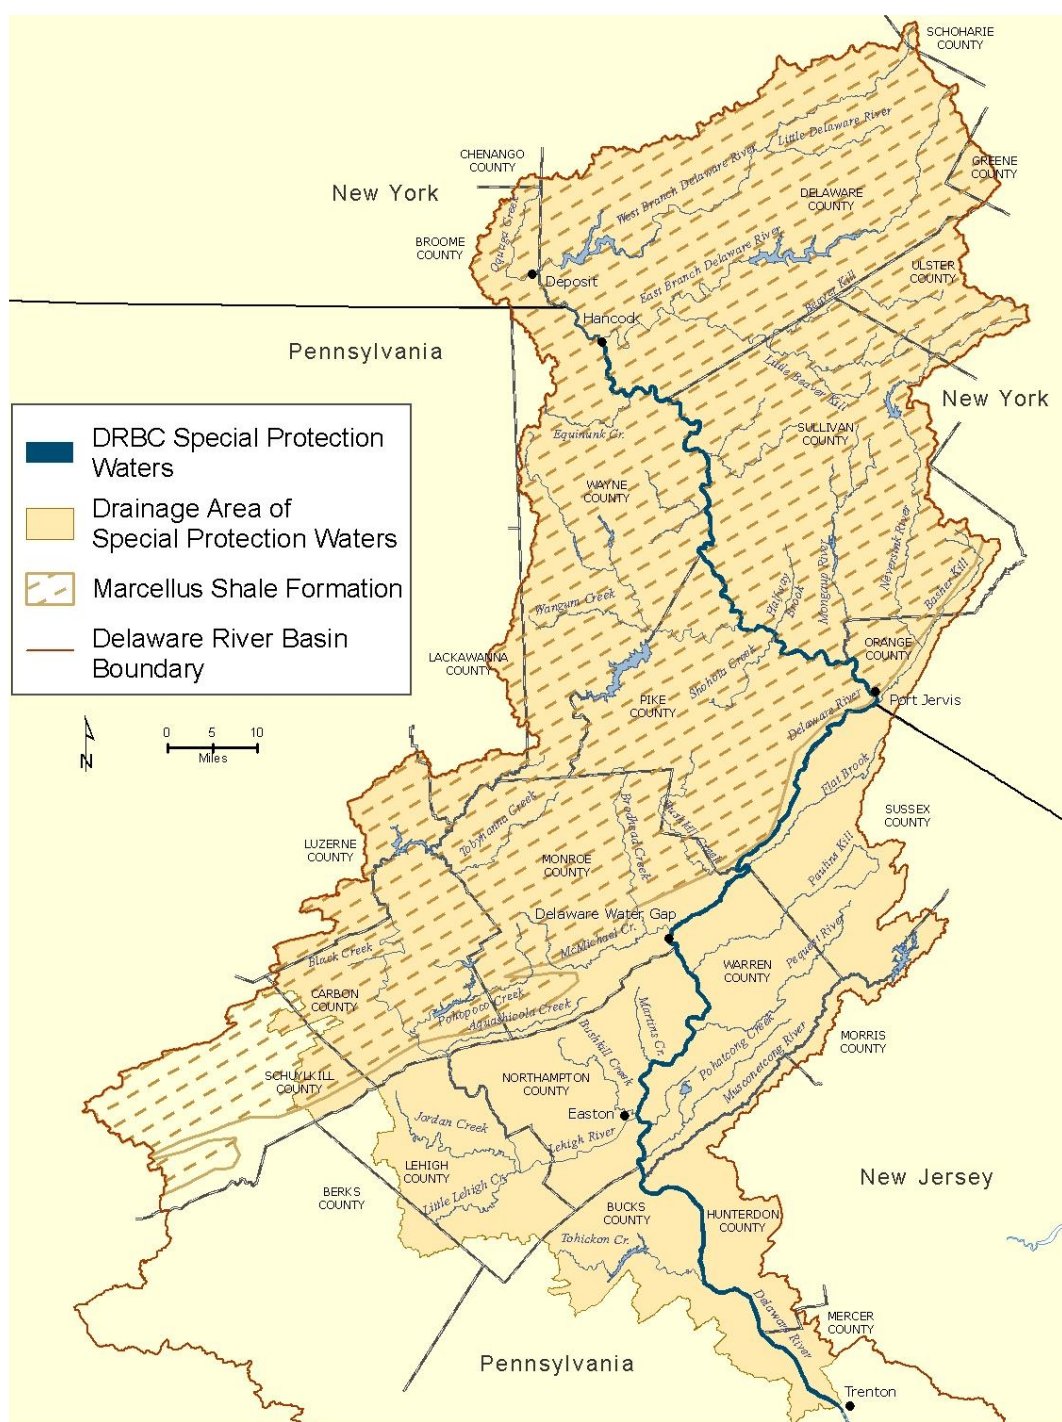 SCHOHARIE
COUNTY
Little Delaware River
CHENANGO
COUNTY
GREENE
COUNTY
New York
West Branch Delaware River
DELAWARE
COUNTY
Oquaga Creek
BROOME
COUNTY
East Branch Delaware River
ULSTER
COUNTY
Deposit
Beaver Kill
Hancock
Pennsylvania
Little Beaver Kill
New York
DRBC Special Protection
Waters
Drainage Area of
Special Protection Waters
Marcellus Shale Formation
Delaware River Basin
Boundary
Equinunk Cr.
SULLIVAN
COUNTY
WAYNE
COUNTY
Neversink River
Mongaup River
Halfway
Brook
Basher Kill
Wangum Creek
ORANGE
COUNTY
LACKAWANNA
COUNTY
Shohola Creek
PIKE
COUNTY
Port Jervis
Delaware River
N
0 5 10
Miles
Flat Brook
SUSSEX
COUNTY
Tobyhanna Creek
Brodhead Creek
Bush Kill Creek
LUZERNE
COUNTY
MONROE
COUNTY
Paulins Kill
Delaware Water Gap
McMichael Cr.
Pequest River
Black Creek
WARREN
COUNTY
CARBON
COUNTY
Pohopoco Creek
Aquashicola Creek
Martins Cr.
Bushkill Creek
Pohatcong Creek
Musconetcong River
MORRIS
COUNTY
SCHUYLKILL
COUNTY
NORTHAMPTON
COUNTY
Easton
Jordan Creek
Lehigh River
LEHIGH
COUNTY
Little Lehigh Cr.
BERKS
COUNTY
New Jersey
BUCKS
COUNTY
HUNTERDON
COUNTY
Tohickon Cr.
Delaware River
MERCER
COUNTY
Pennsylvania
Trenton